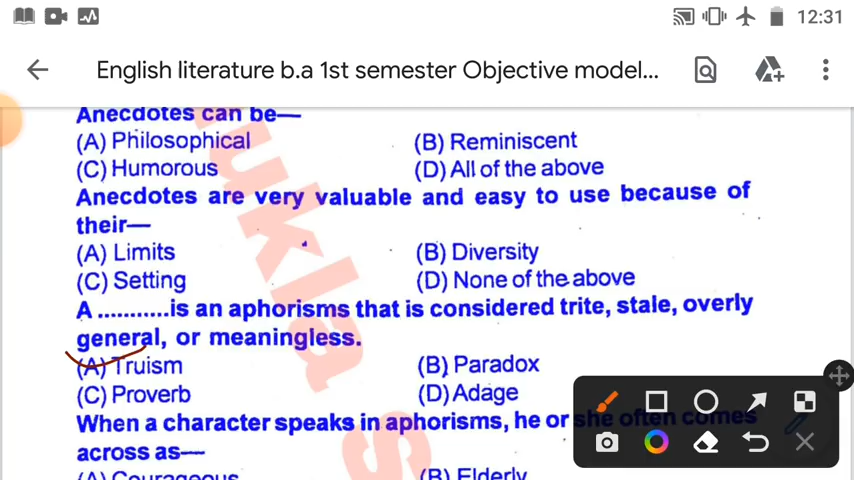 12:31
English literature b.a 1st semester Objective model...
Anecdotes can be—
(A) Philosophical (B) Reminiscent
(C) Humorous (D) All of the above
Anecdotes are very valuable and easy to use because of
their—
(A) Limits (B) Diversity
(C) Setting (D) None of the above
A ...........is an aphorisms that is considered trite, stale, overly
general, or meaningless.
(A) Truism (B) Paradox
(C) Proverb (D) Adage
When a character speaks in aphorisms, he or she often comes
across as—
(A) Courageous (B) Elderly
ukla S